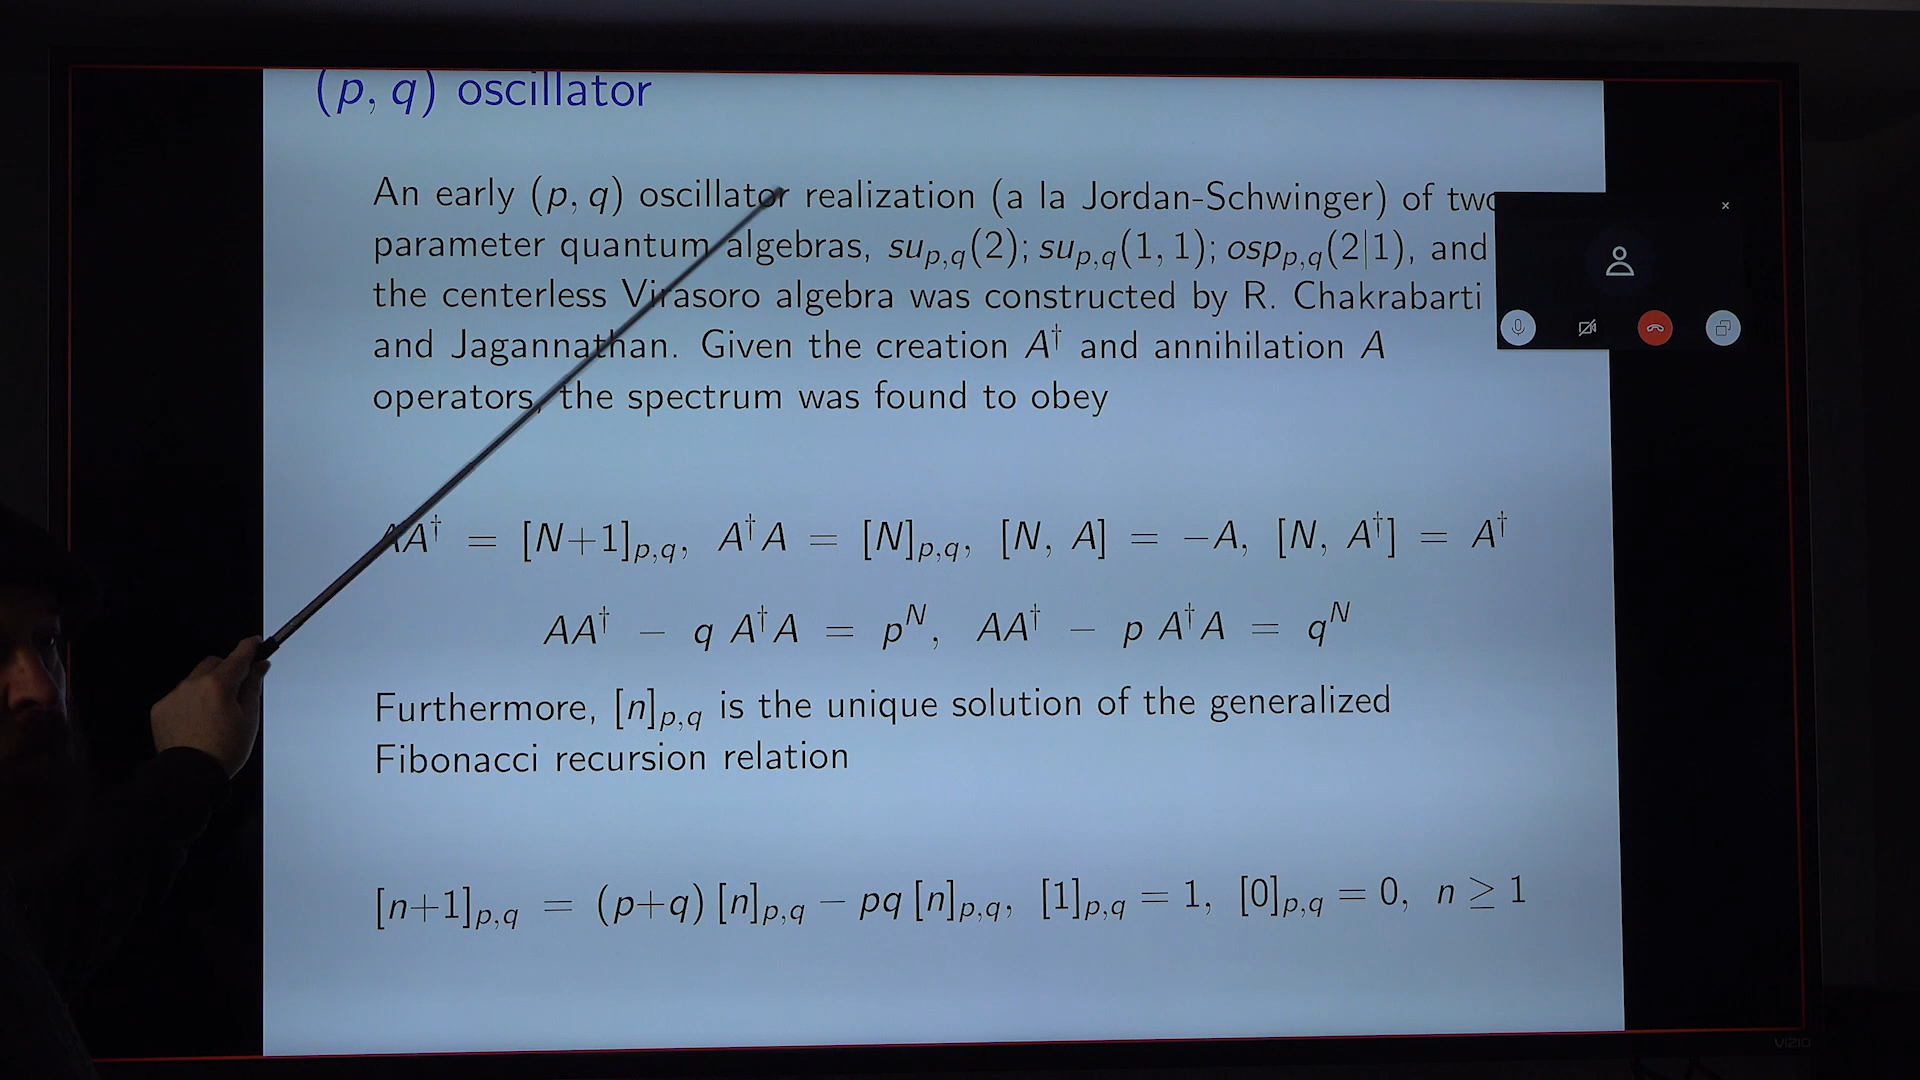 (p, q) oscillator
An early (p, q) oscillator realization (a la Jordan-Schwinger) of two
parameter quantum algebras, su_{p,q}(2); su_{p,q}(1, 1); osp_{p,q}(2|1), and
the centerless Virasoro algebra was constructed by R. Chakrabarti
and Jagannathan. Given the creation A† and annihilation A
operators, the spectrum was found to obey
AA† = [N+1]_{p,q}, A†A = [N]_{p,q}, [N, A] = −A, [N, A†] = A†
AA† − q A†A = p^N, AA† − p A†A = q^N
Furthermore, [n]_{p,q} is the unique solution of the generalized
Fibonacci recursion relation
[n+1]_{p,q} = (p+q) [n]_{p,q} − pq [n]_{p,q}, [1]_{p,q} = 1, [0]_{p,q} = 0, n ≥ 1
VIZIO